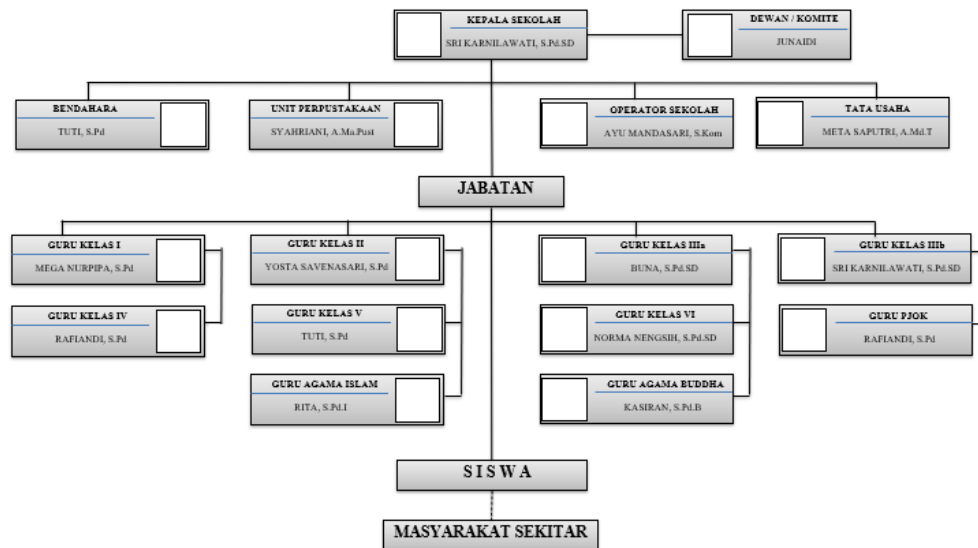 KEPALA SEKOLAH
SRI KARNILAWATI, S.Pd.SD
DEWAN / KOMITE
JUNAIDI
BENDAHARA
TUTI, S.Pd
UNIT PERPUSTAKAAN
SYAHRIANI, A.Ma.Pust
OPERATOR SEKOLAH
AYU MANDASARI, S.Kom
TATA USAHA
META SAPUTRI, A.Md.T
JABATAN
GURU KELAS I
MEGA NURPIPA, S.Pd
GURU KELAS II
YOSTA SAVENASARI, S.Pd
GURU KELAS IIIa
BUNA, S.Pd.SD
GURU KELAS IIIb
SRI KARNILAWATI, S.Pd.SD
GURU KELAS IV
RAFIANDI, S.Pd
GURU KELAS V
TUTI, S.Pd
GURU KELAS VI
NORMA NENGSIH, S.Pd.SD
GURU PJOK
RAFIANDI, S.Pd
GURU AGAMA ISLAM
RITA, S.Pd.I
GURU AGAMA BUDDHA
KASIRAN, S.Pd.B
S I S W A
MASYARAKAT SEKITAR